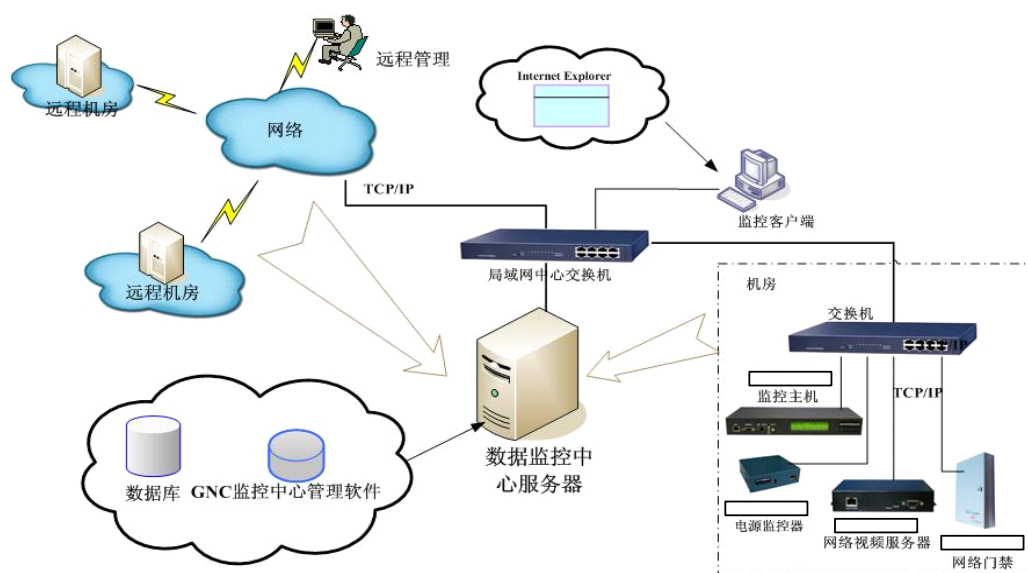 远程管理
远程机房
网络
Internet Explorer
TCP/IP
监控客户端
远程机房
局域网中心交换机
机房
交换机
监控主机
TCP/IP
数据监控中
心服务器
数据库
GNC监控中心管理软件
电源监控器
网络视频服务器
网络门禁